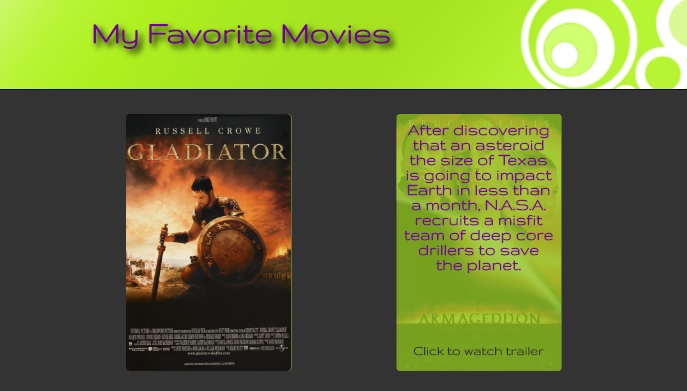 My Favorite Movies
RUSSELL CROWE
GLADIATOR
After discovering
that an asteroid
the size of Texas
is going to impact
Earth in less than
a month, N.A.S.A.
recruits a misfit
team of deep core
drillers to save
the planet.
ARMAGEDDON
Click to watch trailer